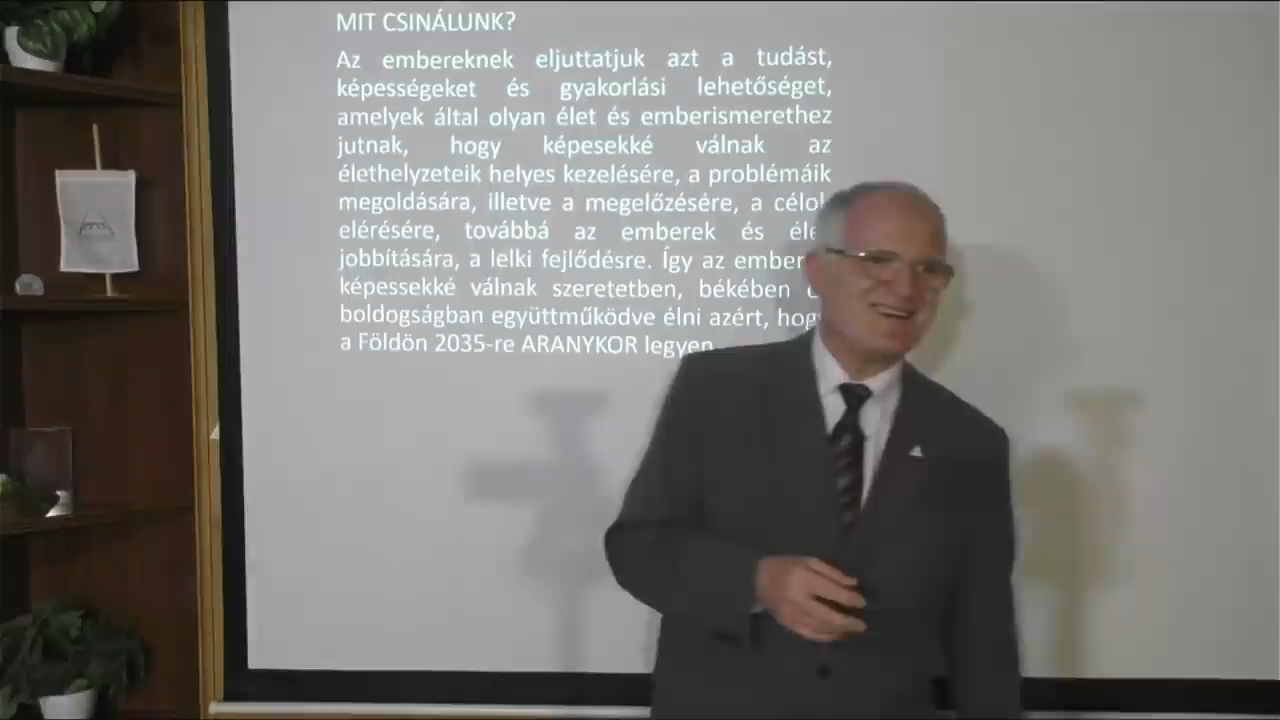 MIT CSINÁLUNK?
Az embereknek eljuttatjuk azt a tudást,
képességeket és gyakorlási lehetőséget,
amelyek által olyan élet és emberismerethez
jutnak, hogy képesekké válnak az
élethelyzeteik helyes kezelésére, a problémáik
megoldására, illetve a megelőzésére, a célok
elérésére, továbbá az emberek és
jobbítására, a lelki fejlődésre. Így az
képessekké válnak szeretetben, békében
boldogságban együttműködve élni azért,
a Földön 2035-re ARANYKOR legyen